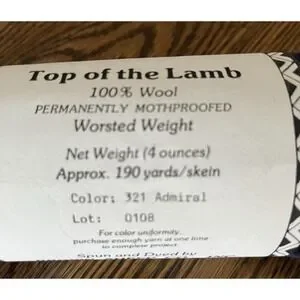 Top of the Lamb
100% Wool
PERMANENTLY MOTHPROOFED
Worsted Weight
Net Weight (4 ounces)
Approx. 190 yards/skein
Color: 321 Admiral
Lot: 0108
For color uniformity,
purchase enough yarn at one time
to complete project.
Spun and Dyed by